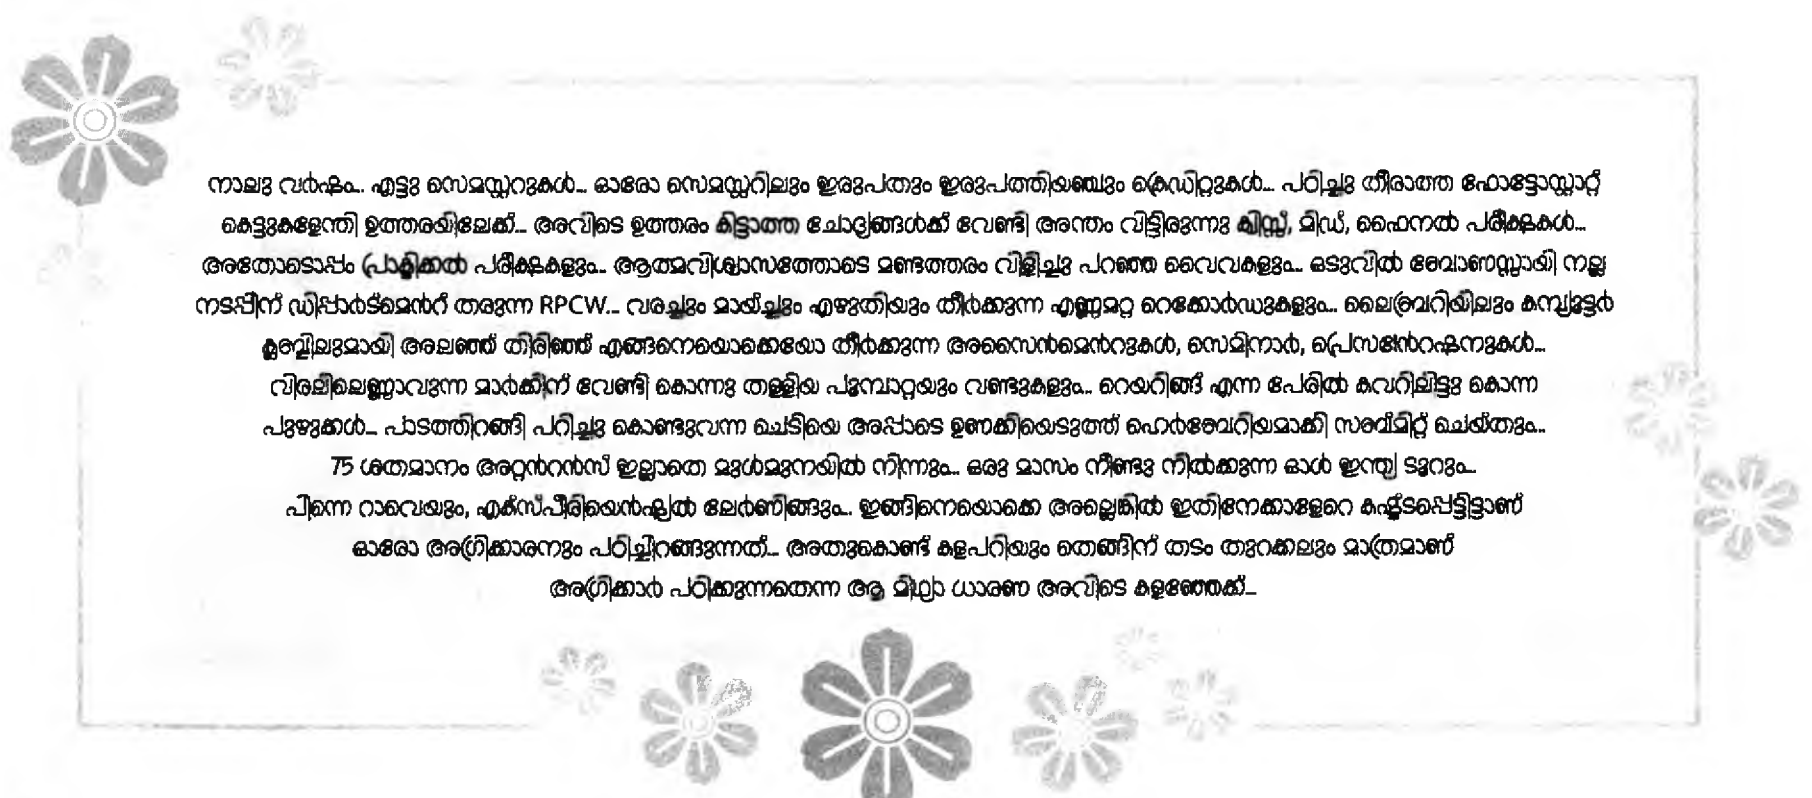 നാലു വർഷം... എട്ടു സെമസ്റ്ററുകൾ... ഓരോ സെമസ്റ്ററിലും ഇരുപതും ഇരുപത്തിയഞ്ചും ക്രെഡിറ്റുകൾ... പഠിച്ചു തീരാത്ത ഫോട്ടോസ്റ്റാറ്റ്
കെട്ടുകളേന്തി ഉത്തരയിലേക്ക്... അവിടെ ഉത്തരം കിട്ടാത്ത ചോദ്യങ്ങൾക്ക് വേണ്ടി അന്തം വിട്ടിരുന്നു ക്വിസ്സ്, മിഡ്, ഫൈനൽ പരീക്ഷകൾ...
അതോടൊപ്പം പ്രാക്ടിക്കൽ പരീക്ഷകളും... ആത്മവിശ്വാസത്തോടെ മണ്ടത്തരം വിളിച്ചു പറഞ്ഞ വൈവകളും... ഒടുവിൽ ബോണസ്സായി നല്ല
നടപ്പിന് ഡിപ്പാർട്മെൻറ് തരുന്ന RPCW... വരച്ചും മായ്ച്ചും എഴുതിയും തീർക്കുന്ന എണ്ണമറ്റ റെക്കോർഡുകളും... ലൈബ്രറിയിലും കമ്പ്യൂട്ടർ
ക്ലബ്ബിലുമായി അലഞ്ഞ് തിരിഞ്ഞ് എങ്ങനെയൊക്കെയോ തീർക്കുന്ന അസൈൻമെൻറുകൾ, സെമിനാർ, പ്രെസൻേറഷനുകൾ...
വിരലിലെണ്ണാവുന്ന മാർക്കിന് വേണ്ടി കൊന്നു തള്ളിയ പൂമ്പാറ്റയും വണ്ടുകളും... റെയറിങ്ങ് എന്ന പേരിൽ കവറിലിട്ടു കൊന്ന
പുഴുക്കൾ... പാടത്തിറങ്ങി പറിച്ചു കൊണ്ടുവന്ന ചെടിയെ അപ്പാടെ ഉണക്കിയെടുത്ത് ഹെർബേറിയമാക്കി സബ്മിറ്റ് ചെയ്തും...
75 ശതമാനം അറ്റൻറൻസ് ഇല്ലാതെ മുൾമുനയിൽ നിന്നും... ഒരു മാസം നീണ്ടു നിൽക്കുന്ന ഓൾ ഇന്ത്യ ടൂറും...
പിന്നെ റാവെയും, എക്സ്പീരിയെൻഷ്യൽ ലേർണിങ്ങും... ഇങ്ങിനെയൊക്കെ അല്ലെങ്കിൽ ഇതിനേക്കാളേറെ കഷ്ടപ്പെട്ടിട്ടാണ്
ഓരോ അഗ്രിക്കാരനും പഠിച്ചിറങ്ങുന്നത്... അതുകൊണ്ട് കളപറിയും തെങ്ങിന് തടം തുറക്കലും മാത്രമാണ്
അഗ്രിക്കാർ പഠിക്കുന്നതെന്ന ആ മിഥ്യാ ധാരണ അവിടെ കളഞ്ഞേക്ക്...